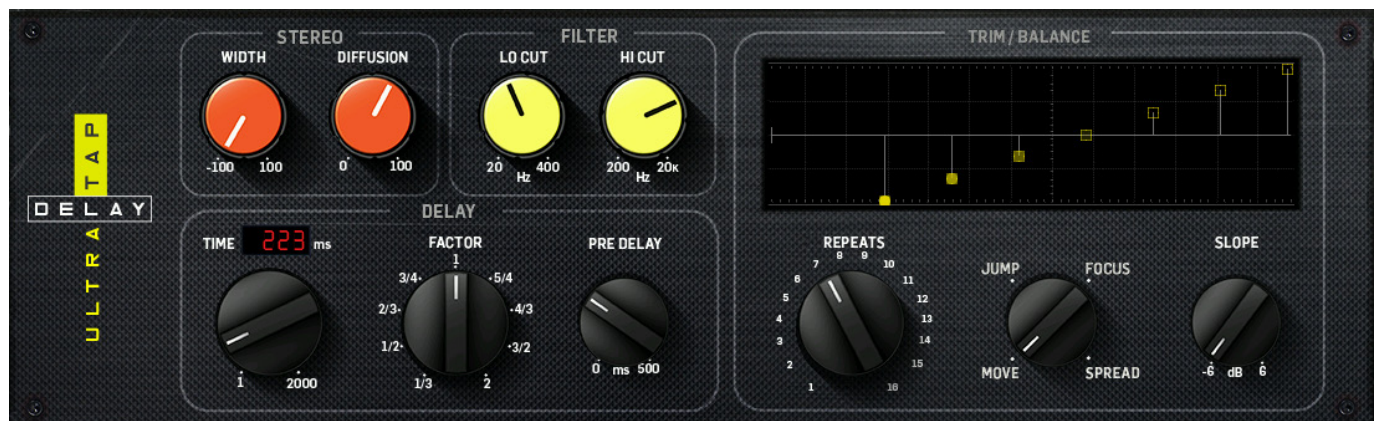 ULTRATAP
DELAY
STEREO
WIDTH
DIFFUSION
-100 100
0 100
FILTER
LO CUT
HI CUT
20 400
Hz
200 20K
Hz
DELAY
TIME 223 ms
1 2000
FACTOR
1/3 1/2 2/3 3/4 1 5/4 4/3 3/2 2
PRE DELAY
0 ms 500
TRIM/BALANCE
REPEATS
1 2 3 4 5 6 7 8 9 10 11 12 13 14 15 16
JUMP FOCUS
MOVE SPREAD
SLOPE
-6 dB 6